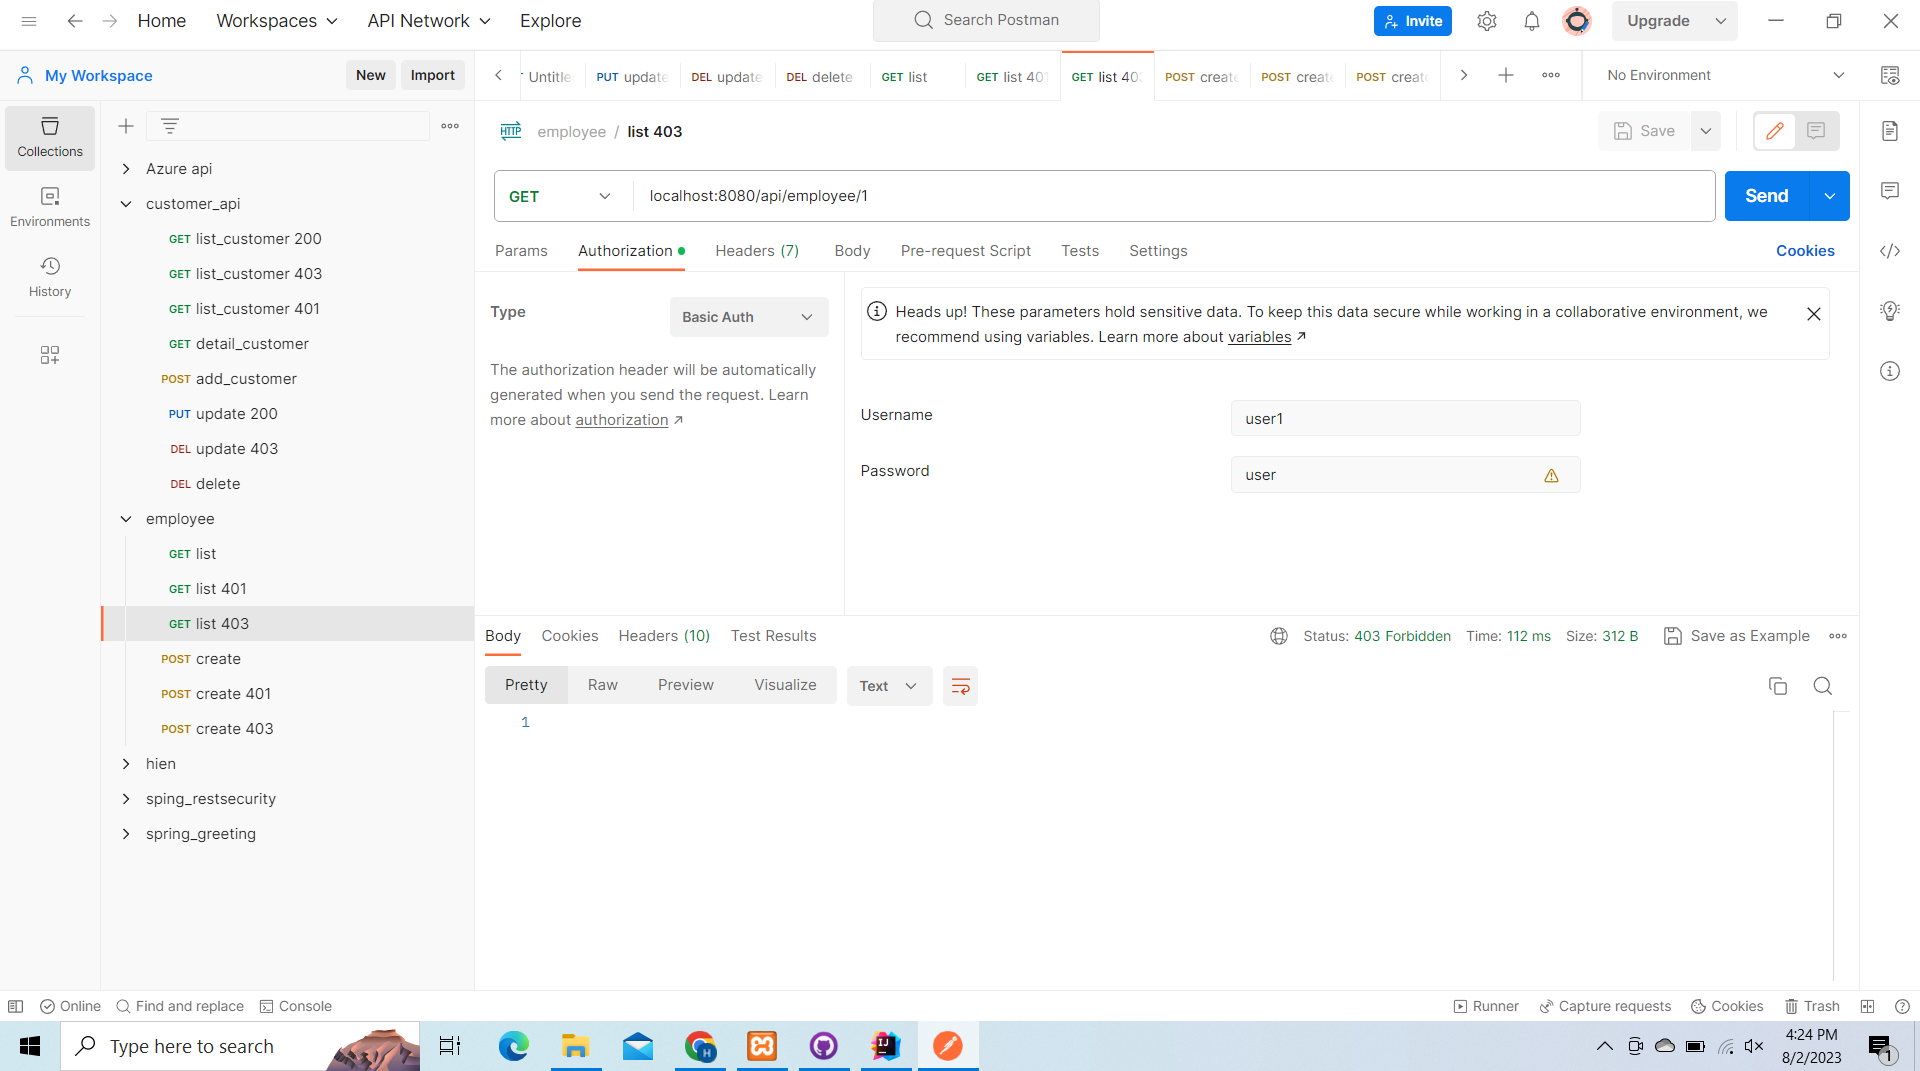 Home
Workspaces
API Network
Explore
Search Postman
Invite
Upgrade
My Workspace
New
Import
Untitle
PUT update
DEL update
DEL delete
GET list
GET list 401
GET list 403
POST create
POST create
POST create
No Environment
Collections
Environments
History
Azure api
customer_api
GET list_customer 200
GET list_customer 403
GET list_customer 401
GET detail_customer
POST add_customer
PUT update 200
DEL update 403
DEL delete
employee
GET list
GET list 401
GET list 403
POST create
POST create 401
POST create 403
hien
sping_restsecurity
spring_greeting
HTTP
employee / list 403
Save
GET
localhost:8080/api/employee/1
Send
Params
Authorization
Headers (7)
Body
Pre-request Script
Tests
Settings
Cookies
Type
Basic Auth
The authorization header will be automatically
generated when you send the request. Learn
more about authorization
Heads up! These parameters hold sensitive data. To keep this data secure while working in a collaborative environment, we
recommend using variables. Learn more about variables
Username
user1
Password
user
Body
Cookies
Headers (10)
Test Results
Status: 403 Forbidden
Time: 112 ms
Size: 312 B
Save as Example
Pretty
Raw
Preview
Visualize
Text
1
Online
Find and replace
Console
Runner
Capture requests
Cookies
Trash
Type here to search
H
IJ
4:24 PM
8/2/2023
1